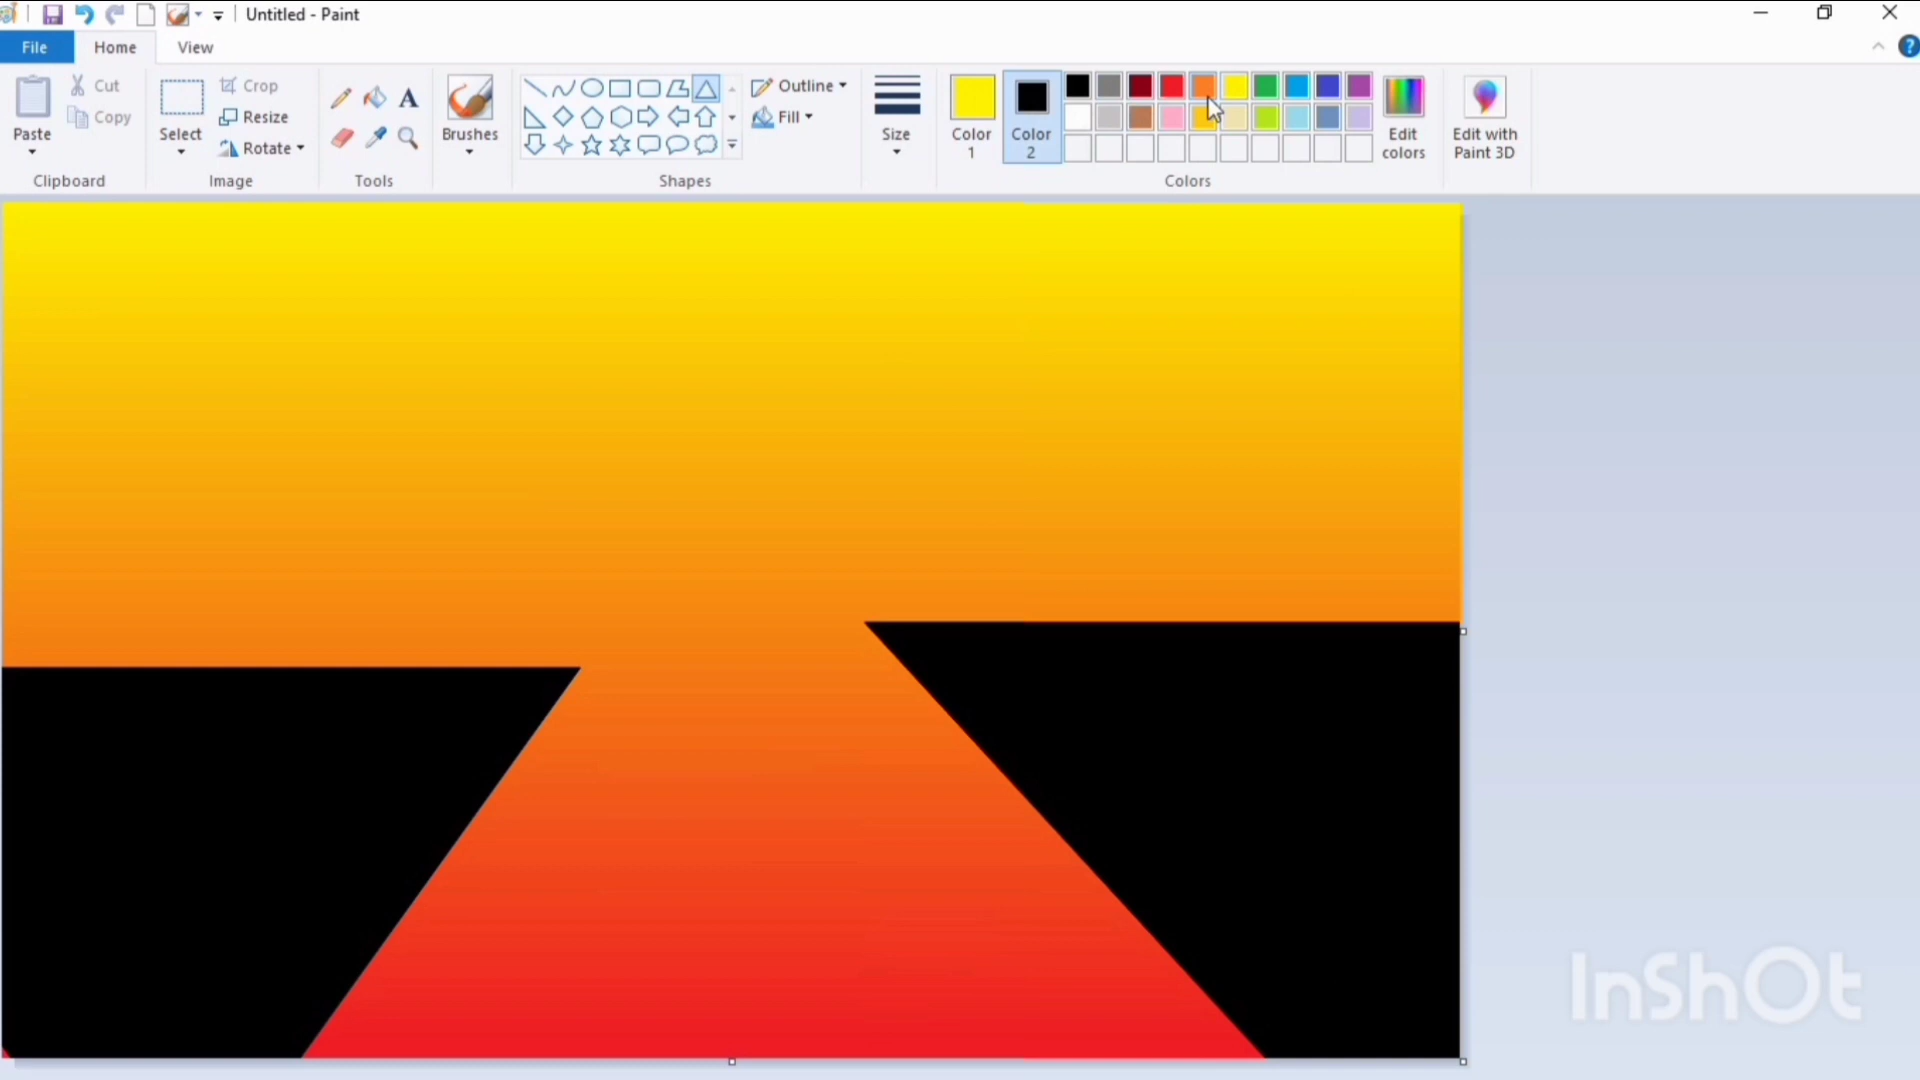 Untitled - Paint
File Home View
Paste
Cut
Copy
Clipboard
Select
Crop
Resize
Rotate
Image
A
Tools
Brushes
Outline
Fill
Shapes
Size
Color
1
Color
2
Edit
colors
Colors
Edit with
Paint 3D
?
InShOt